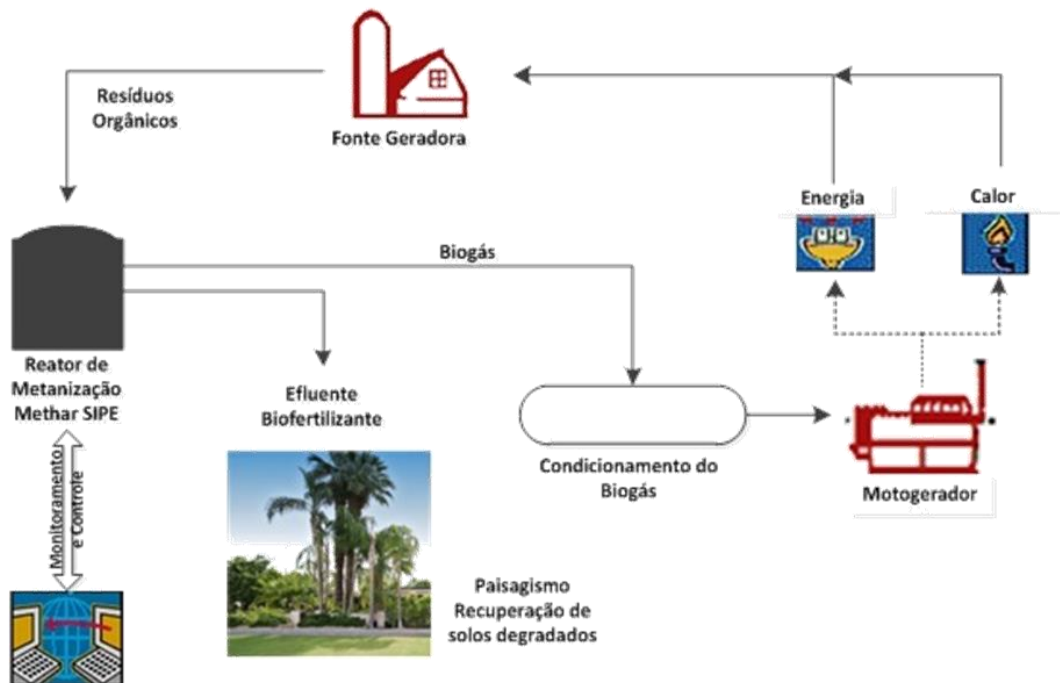 Resíduos
Orgânicos
Fonte Geradora
Energia
Calor
Biogás
Reator de
Metanização
Methar SIPE
Efluente
Biofertilizante
Condicionamento do
Biogás
Motogerador
Monitoramento
e Controle
Paisagismo
Recuperação de
solos degradados